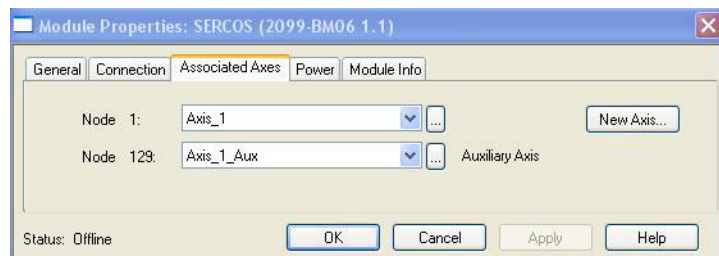 Module Properties: SERCOS (2099-BM06 1.1)
General Connection Associated Axes Power Module Info
Node 1: Axis_1 ... New Axis...
Node 129: Axis_1_Aux ... Auxiliary Axis
Status: Offline OK Cancel Apply Help